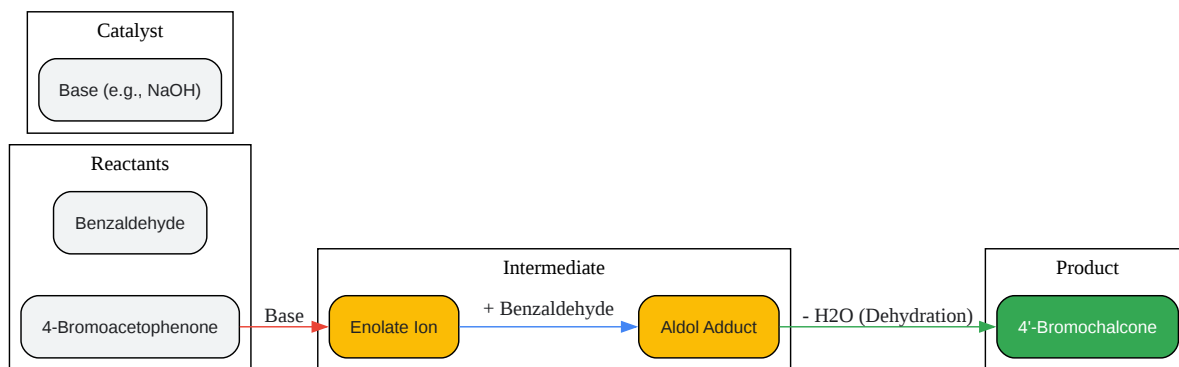 Catalyst
Base (e.g., NaOH)
Reactants
Benzaldehyde
4-Bromoacetophenone
Base
Intermediate
Enolate Ion
+ Benzaldehyde
Aldol Adduct
- H2O (Dehydration)
Product
4'-Bromochalcone